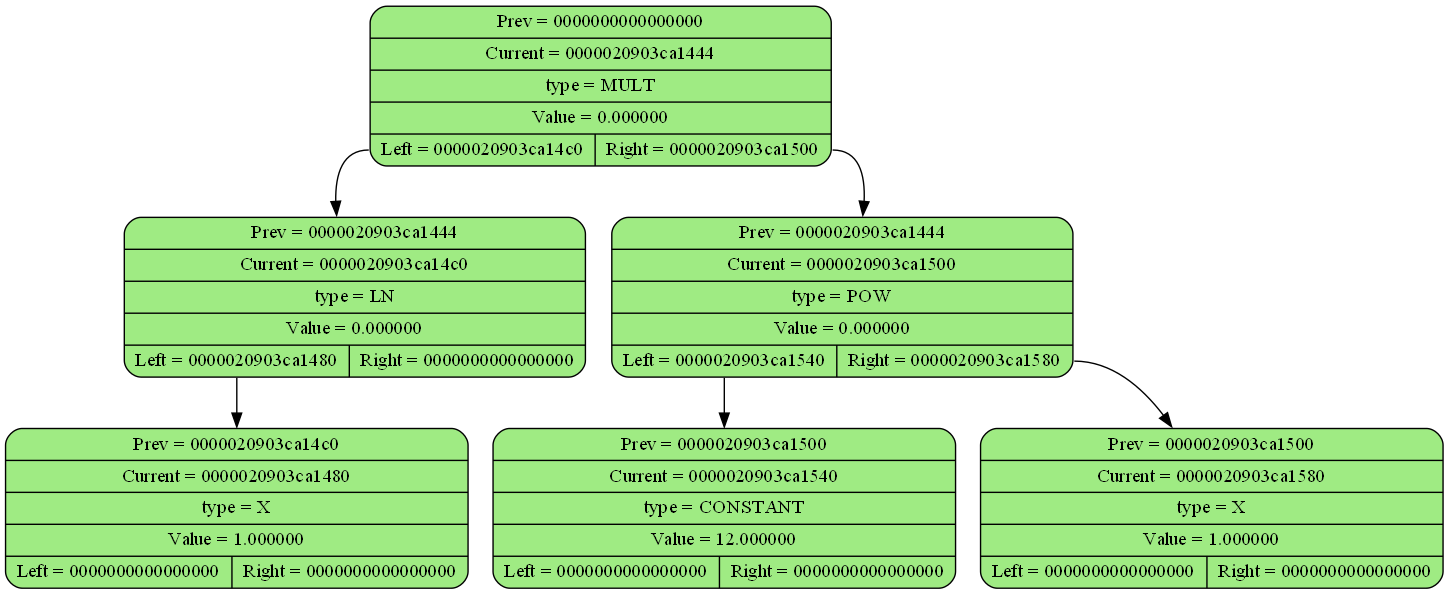 Prev = 0000000000000000
Current = 0000020903ca1444
type = MULT
Value = 0.000000
Left = 0000020903ca14c0 Right = 0000020903ca1500
Prev = 0000020903ca1444
Current = 0000020903ca14c0
type = LN
Value = 0.000000
Left = 0000020903ca1480 Right = 0000000000000000
Prev = 0000020903ca1444
Current = 0000020903ca1500
type = POW
Value = 0.000000
Left = 0000020903ca1540 Right = 0000020903ca1580
Prev = 0000020903ca14c0
Current = 0000020903ca1480
type = X
Value = 1.000000
Left = 0000000000000000 Right = 0000000000000000
Prev = 0000020903ca1500
Current = 0000020903ca1540
type = CONSTANT
Value = 12.000000
Left = 0000000000000000 Right = 0000000000000000
Prev = 0000020903ca1500
Current = 0000020903ca1580
type = X
Value = 1.000000
Left = 0000000000000000 Right = 0000000000000000